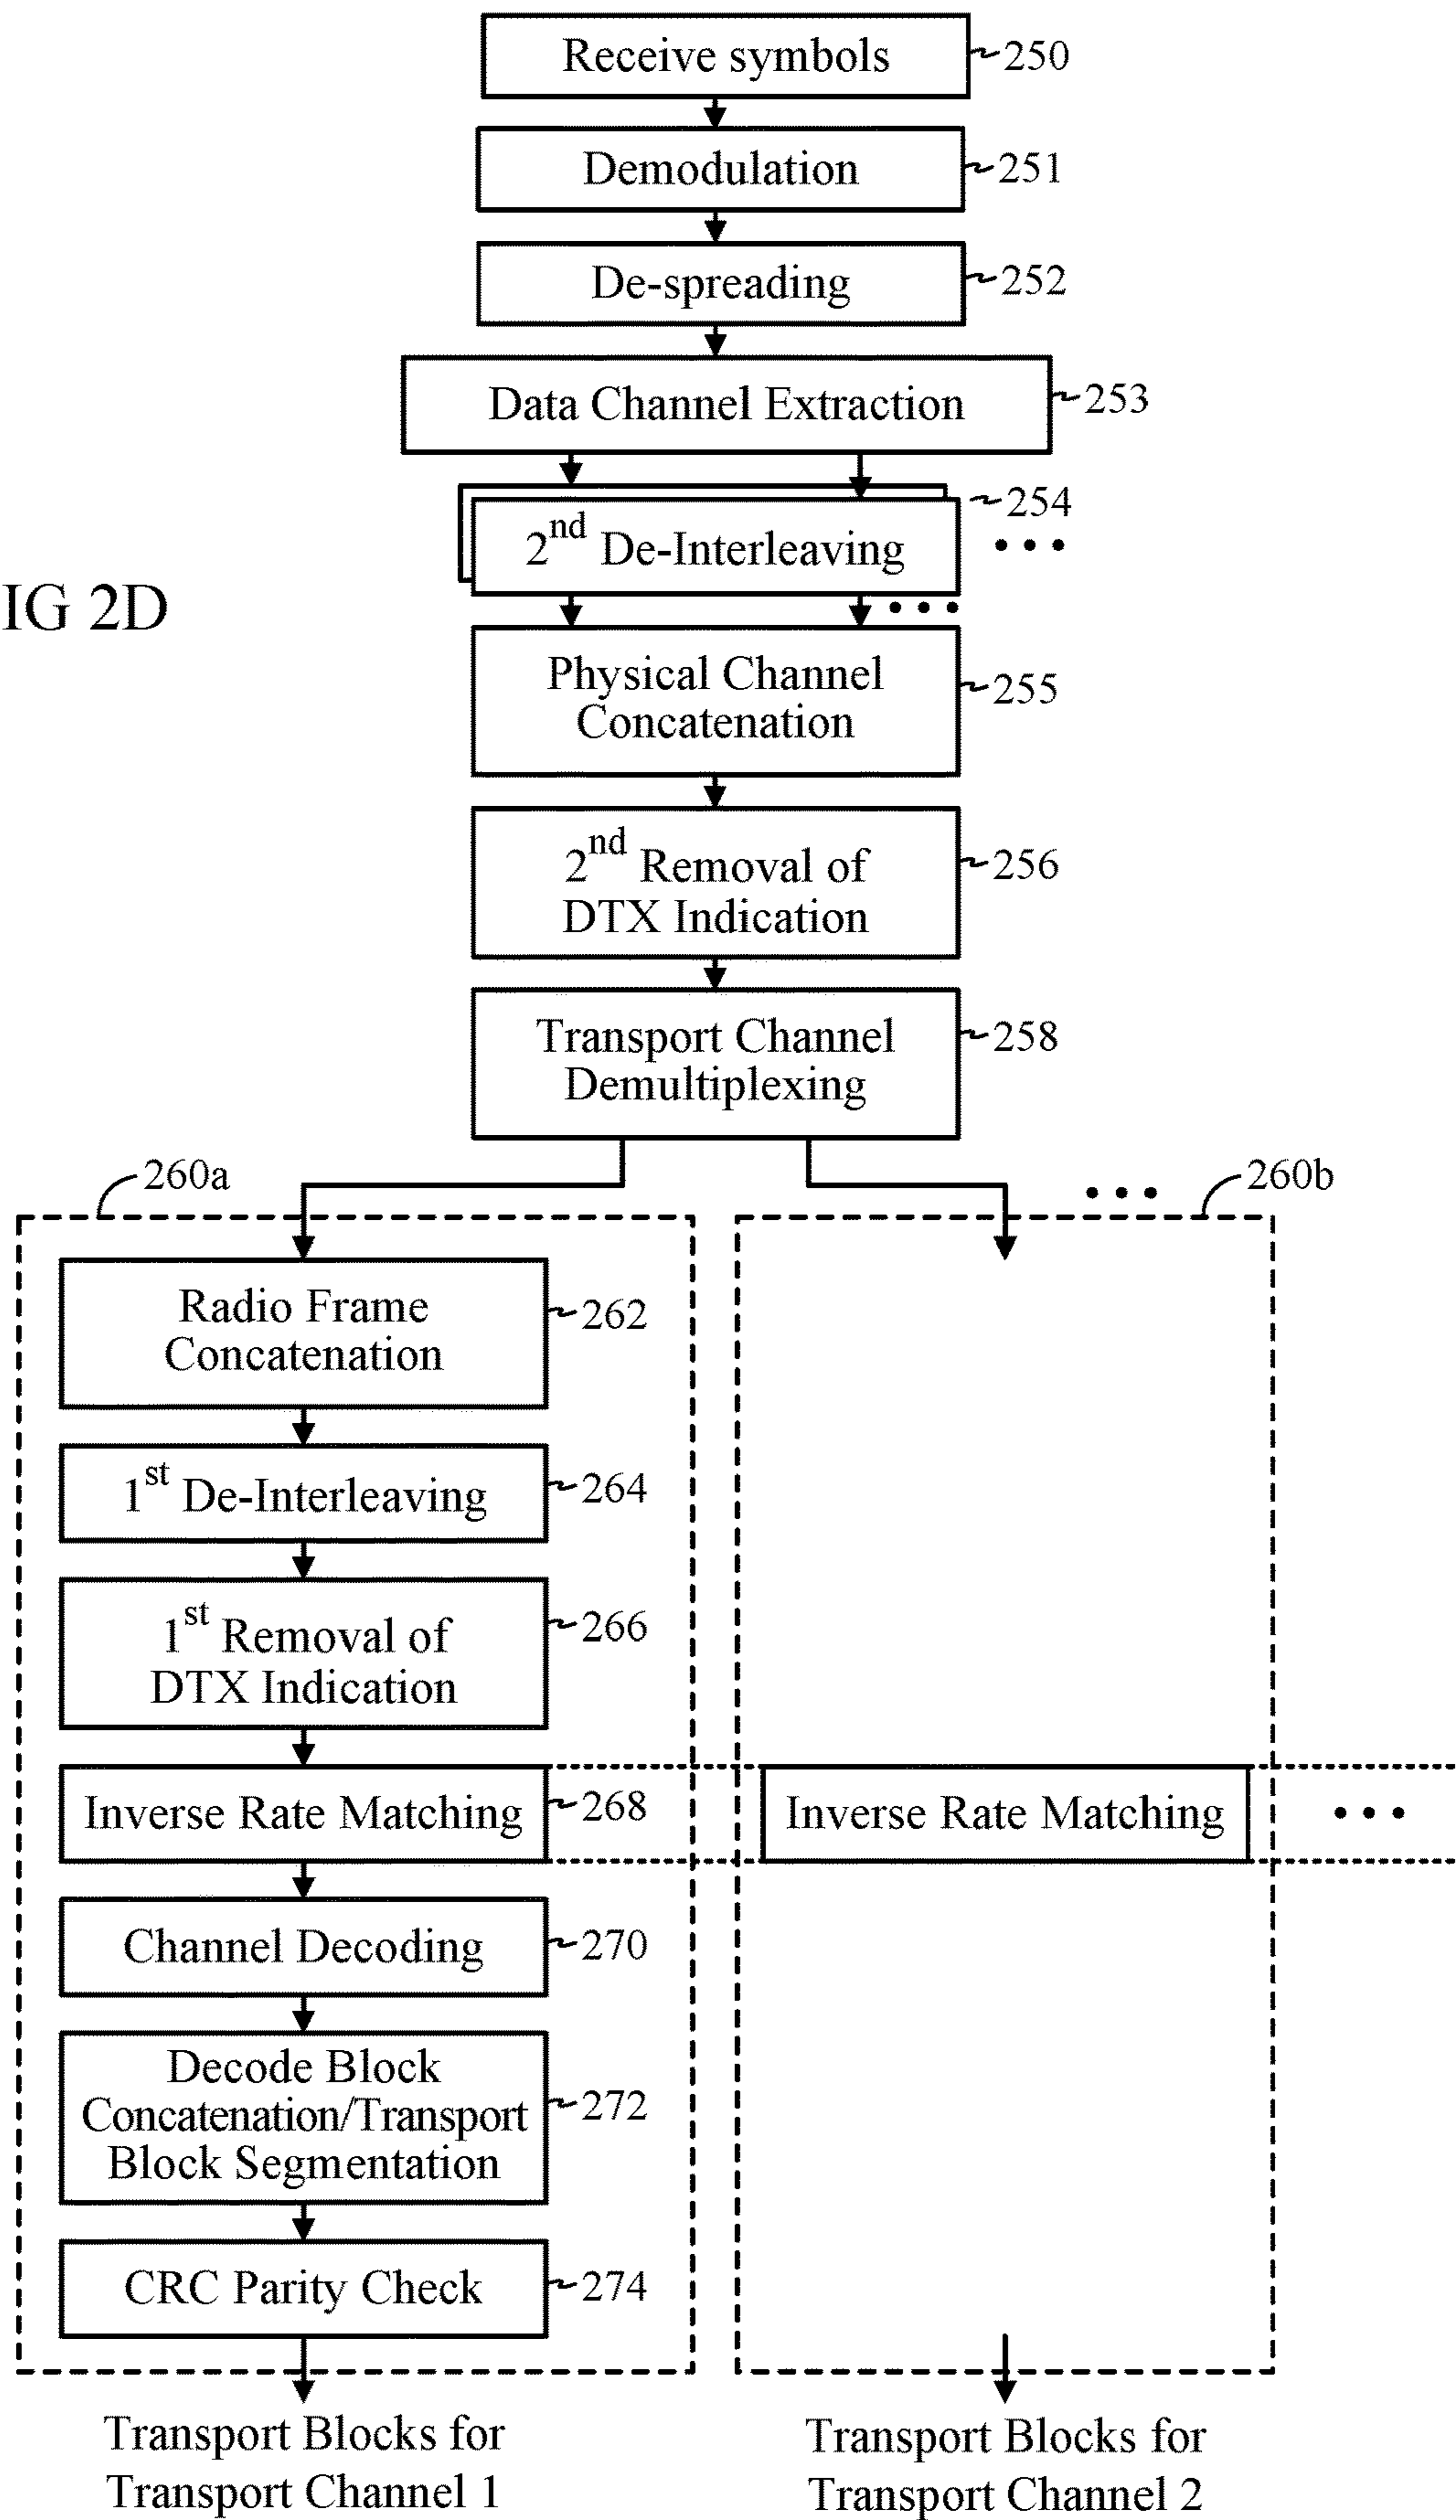 Receive symbols
250
Demodulation
251
De-spreading
252
Data Channel Extraction
253
254
2nd De-Interleaving
• • •
IG 2D
• • •
Physical Channel
Concatenation
255
2nd Removal of
DTX Indication
256
Transport Channel
Demultiplexing
258
260a
• • •
260b
Radio Frame
Concatenation
262
1st De-Interleaving
264
1st Removal of
DTX Indication
266
Inverse Rate Matching
268
Inverse Rate Matching
• • •
Channel Decoding
270
Decode Block
Concatenation/Transport
Block Segmentation
272
CRC Parity Check
274
Transport Blocks for
Transport Channel 1
Transport Blocks for
Transport Channel 2